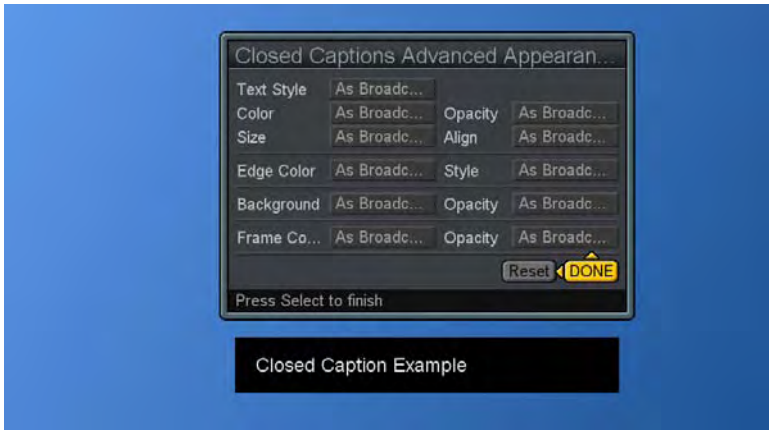 Closed Captions Advanced Appearan...
Text Style As Broadc...
Color As Broadc... Opacity As Broadc...
Size As Broadc... Align As Broadc...
Edge Color As Broadc... Style As Broadc...
Background As Broadc... Opacity As Broadc...
Frame Co... As Broadc... Opacity As Broadc...
Reset DONE
Press Select to finish
Closed Caption Example